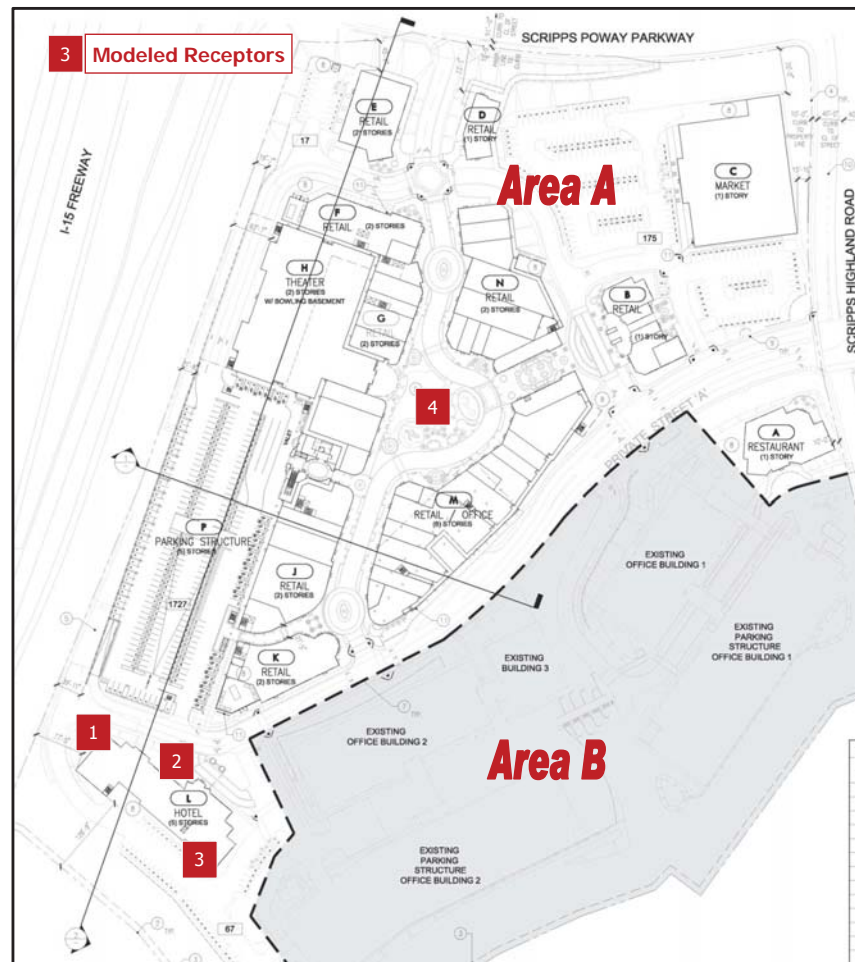 3 Modeled Receptors
SCRIPPS POWAY PARKWAY
I-15 FREEWAY
SCRIPPS HIGHLAND ROAD
E
RETAIL
(2) STORIES
D
RETAIL
(1) STORY
C
MARKET
(1) STORY
Area A
17
175
F
RETAIL
(2) STORIES
H
THEATER
(2) STORIES
W/ BOWLING BASEMENT
G
RETAIL
(2) STORIES
N
RETAIL
(2) STORIES
B
RETAIL
(1) STORY
4
PRIVATE STREET 'A'
A
RESTAURANT
(1) STORY
M
RETAIL / OFFICE
P
PARKING STRUCTURE
(5) STORIES
1727
J
RETAIL
(2) STORIES
K
RETAIL
(2) STORIES
EXISTING
OFFICE BUILDING 1
EXISTING
PARKING
STRUCTURE
OFFICE BUILDING 1
EXISTING
BUILDING 3
EXISTING
OFFICE BUILDING 2
Area B
1
2
L
HOTEL
(5) STORIES
3
EXISTING
PARKING
STRUCTURE
OFFICE BUILDING 2
67